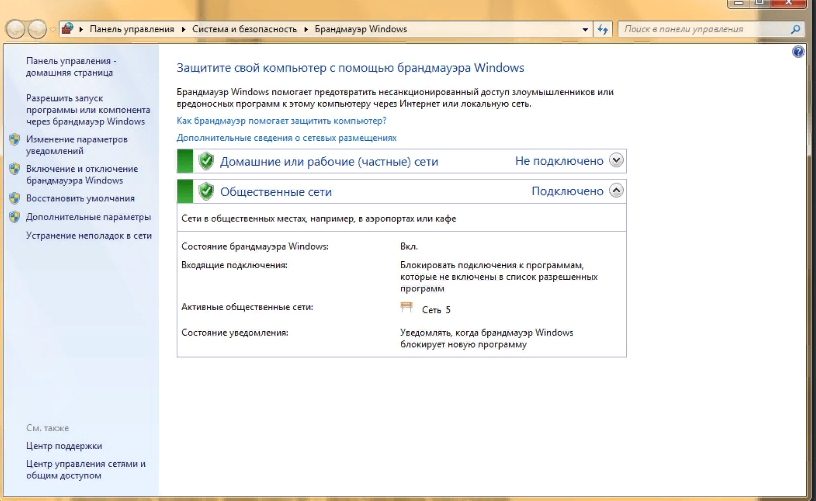 Панель управления
Система и безопасность
Брандмауэр Windows
Поиск в панели управления
Панель управления -
домашняя страница
Разрешить запуск
программы или компонента
через брандмауэр Windows
Изменение параметров
уведомлений
Включение и отключение
брандмауэра Windows
Восстановить умолчания
Дополнительные параметры
Устранение неполадок в сети
См. также
Центр поддержки
Центр управления сетями и
общим доступом
Защитите свой компьютер с помощью брандмауэра Windows
Брандмауэр Windows помогает предотвратить несанкционированный доступ злоумышленников или
вредоносных программ к этому компьютеру через Интернет или локальную сеть.
Как брандмауэр помогает защитить компьютер?
Дополнительные сведения о сетевых размещениях
Домашние или рабочие (частные) сети Не подключено
Общественные сети Подключено
Сети в общественных местах, например, в аэропортах или кафе
Состояние брандмауэра Windows: Вкл.
Входящие подключения: Блокировать подключения к программам,
которые не включены в список разрешенных
программ
Активные общественные сети: Сеть 5
Состояние уведомления: Уведомлять, когда брандмауэр Windows
блокирует новую программу